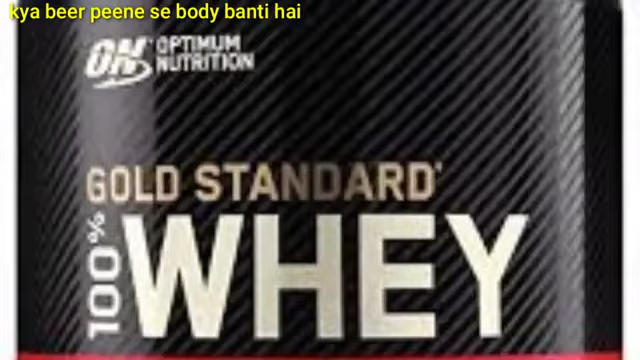 kya beer peene se body banti hai
ON OPTIMUM
NUTRITION
GOLD STANDARD
100%
WHEY